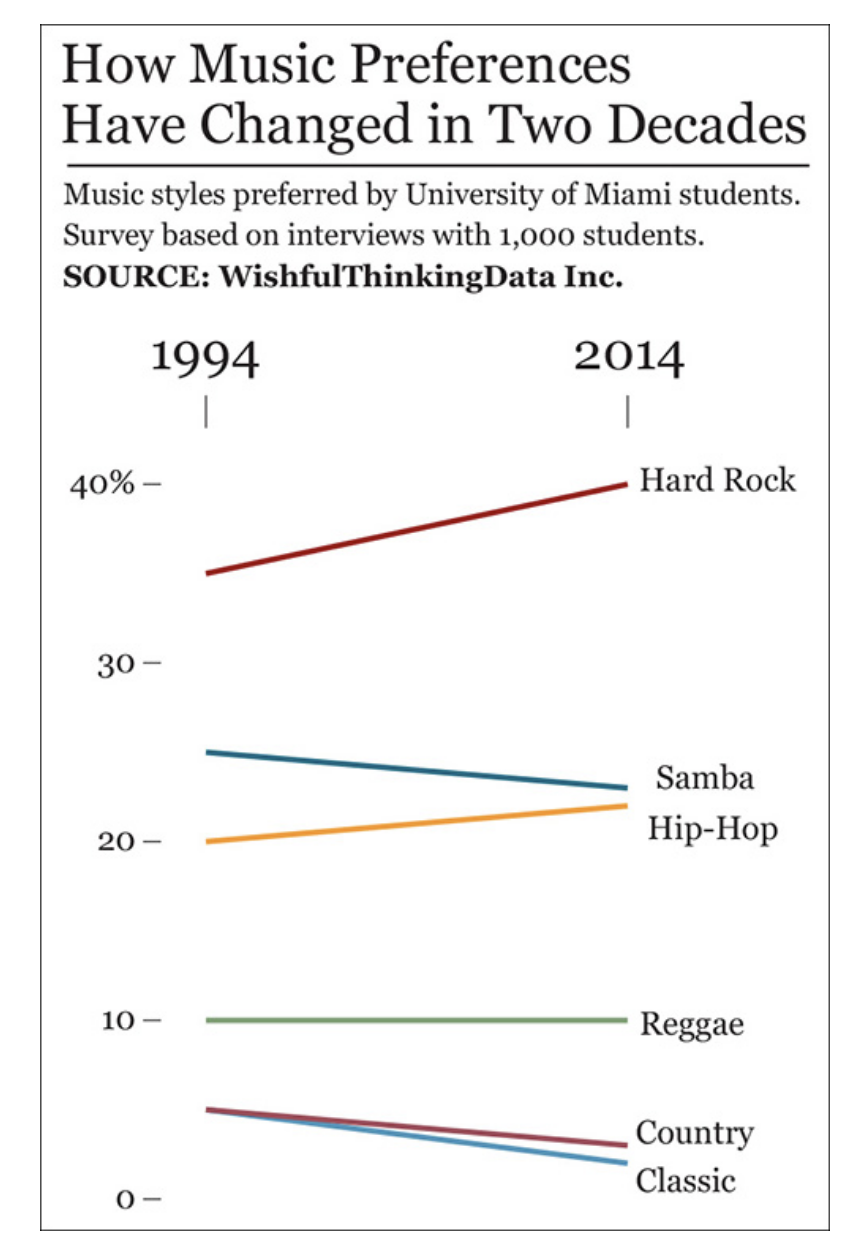 How Music Preferences
Have Changed in Two Decades
Music styles preferred by University of Miami students.
Survey based on interviews with 1,000 students.
SOURCE: WishfulThinkingData Inc.
1994 2014
40%
Hard Rock
30
Samba
Hip-Hop
20
10
Reggae
Country
Classic
0